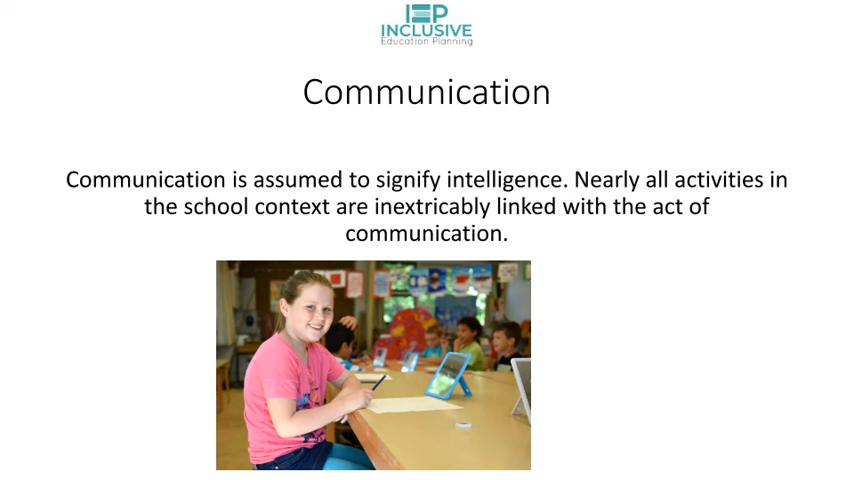 IEP
INCLUSIVE
Education Planning
Communication
Communication is assumed to signify intelligence. Nearly all activities in
the school context are inextricably linked with the act of
communication.